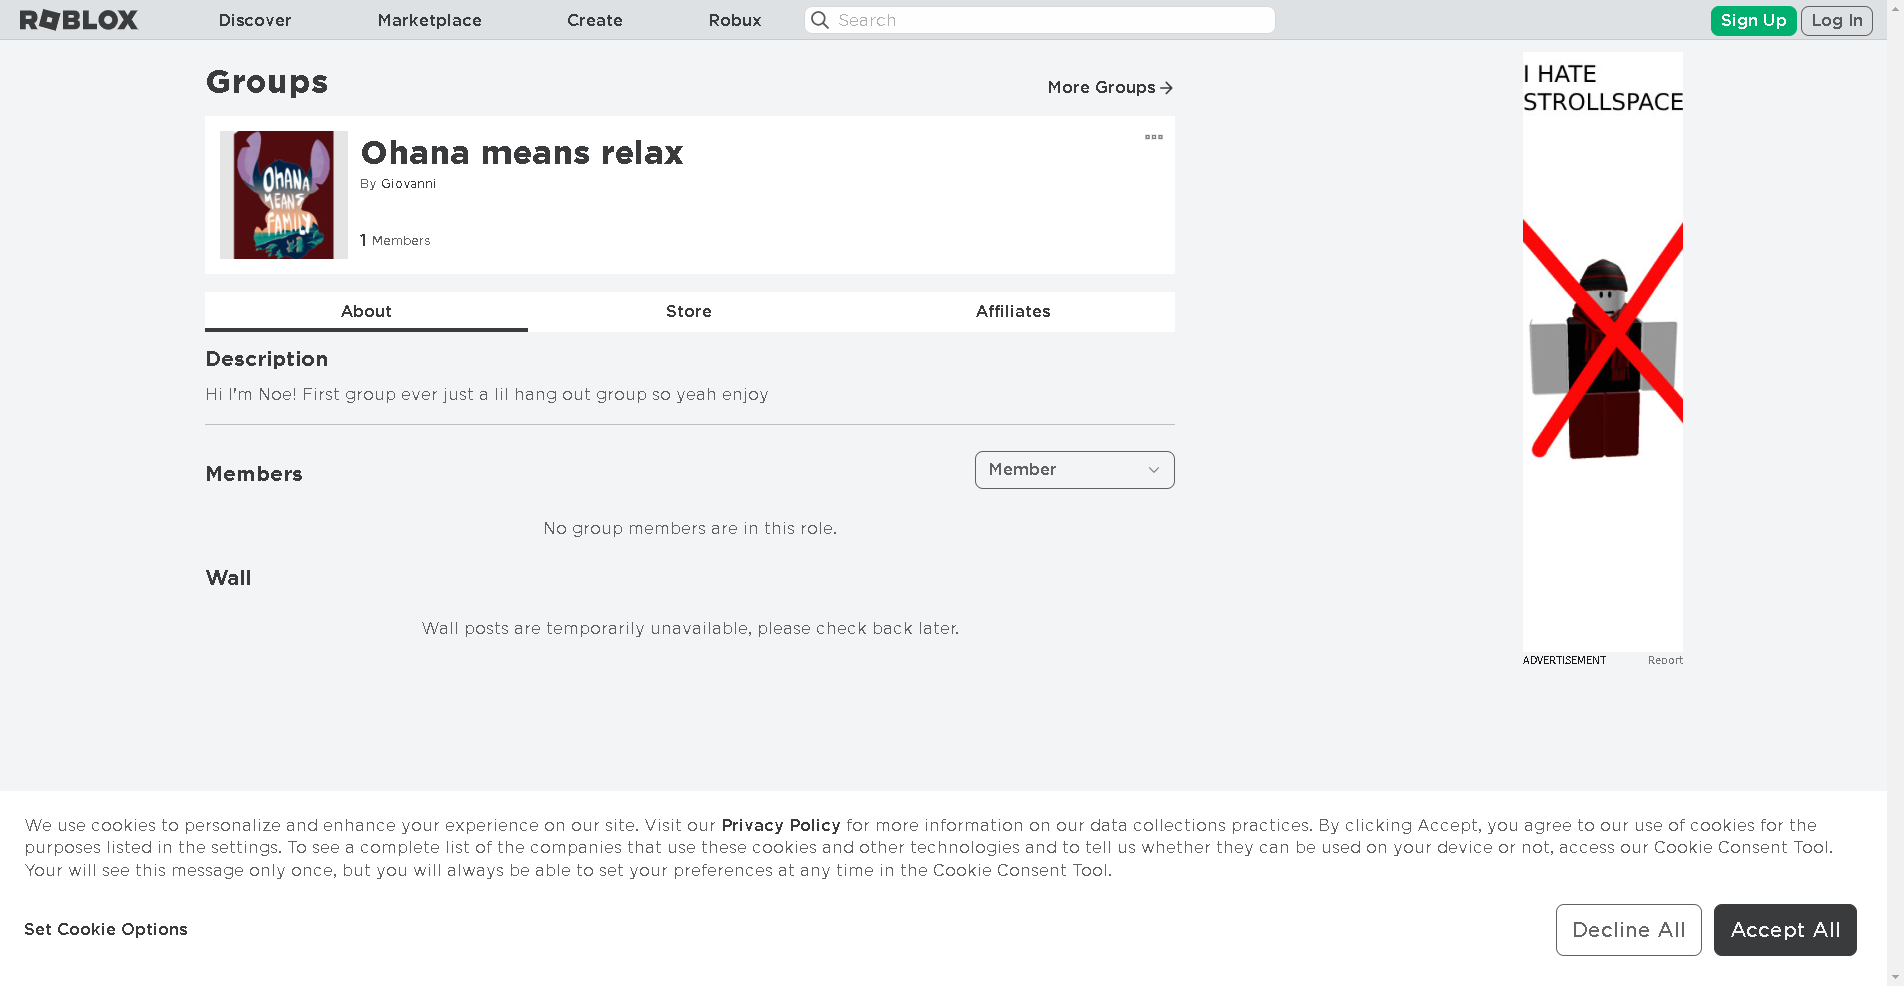 ROBLOX
Discover
Marketplace
Create
Robux
Search
Sign Up
Log In
Groups
More Groups
OHANA
MEANS
FAMILY
Ohana means relax
By Giovanni
1 Members
About
Store
Affiliates
Description
Hi I'm Noe! First group ever just a lil hang out group so yeah enjoy
Members
Member
No group members are in this role.
Wall
Wall posts are temporarily unavailable, please check back later.
I HATE
STROLLSPACE
ADVERTISEMENT
Report
We use cookies to personalize and enhance your experience on our site. Visit our Privacy Policy for more information on our data collections practices. By clicking Accept, you agree to our use of cookies for the
purposes listed in the settings. To see a complete list of the companies that use these cookies and other technologies and to tell us whether they can be used on your device or not, access our Cookie Consent Tool.
Your will see this message only once, but you will always be able to set your preferences at any time in the Cookie Consent Tool.
Set Cookie Options
Decline All
Accept All